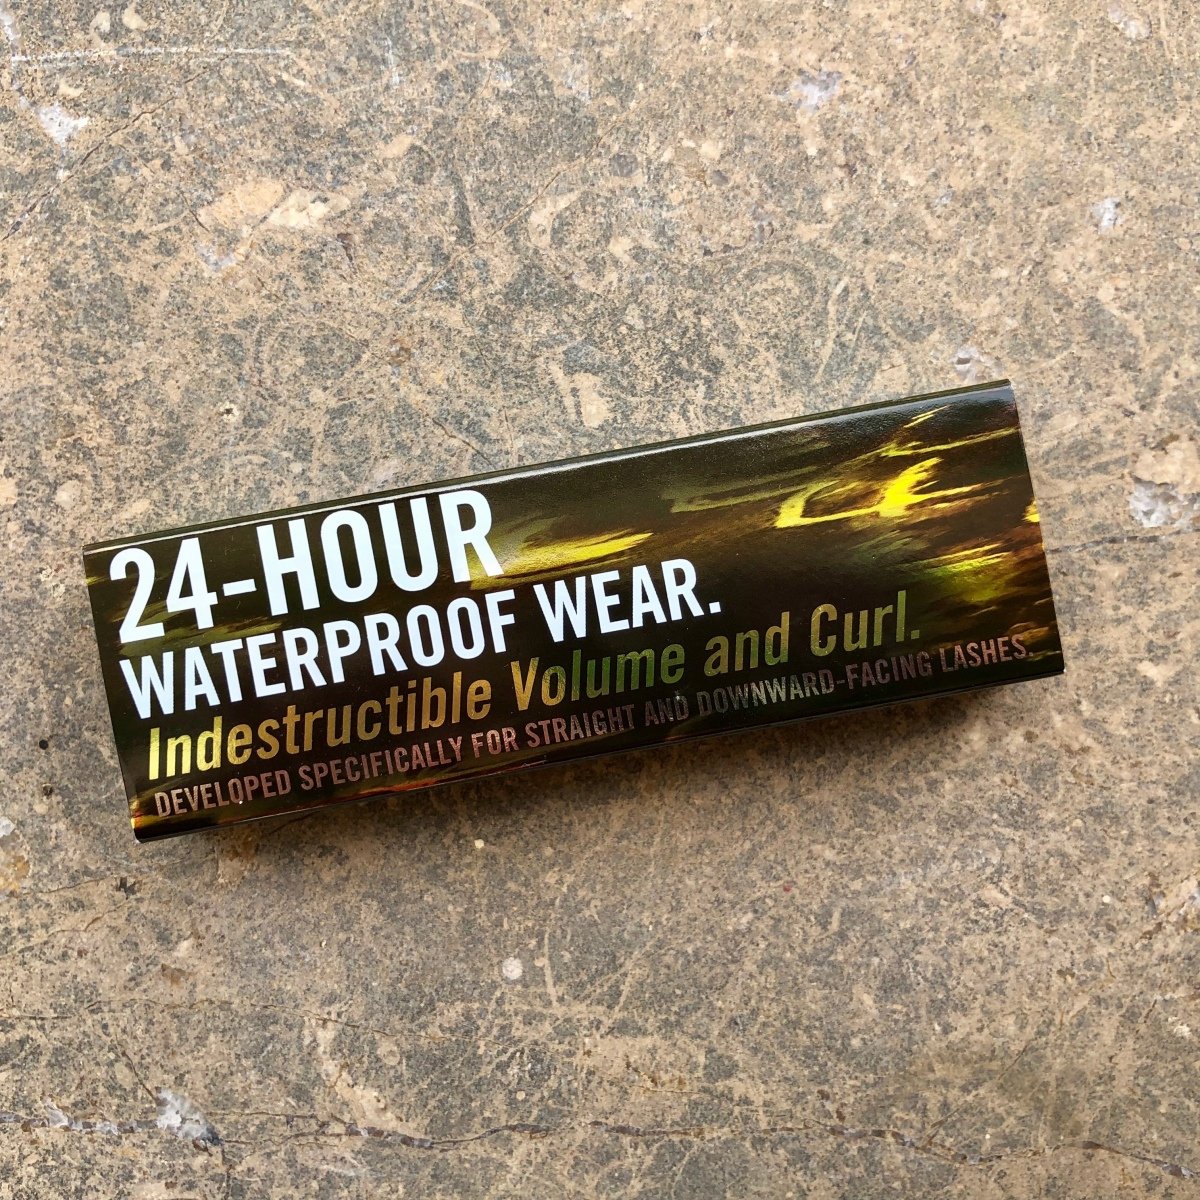 24-HOUR
WATERPROOF WEAR.
Indestructible Volume and Curl.
DEVELOPED SPECIFICALLY FOR STRAIGHT AND DOWNWARD-FACING LASHES.